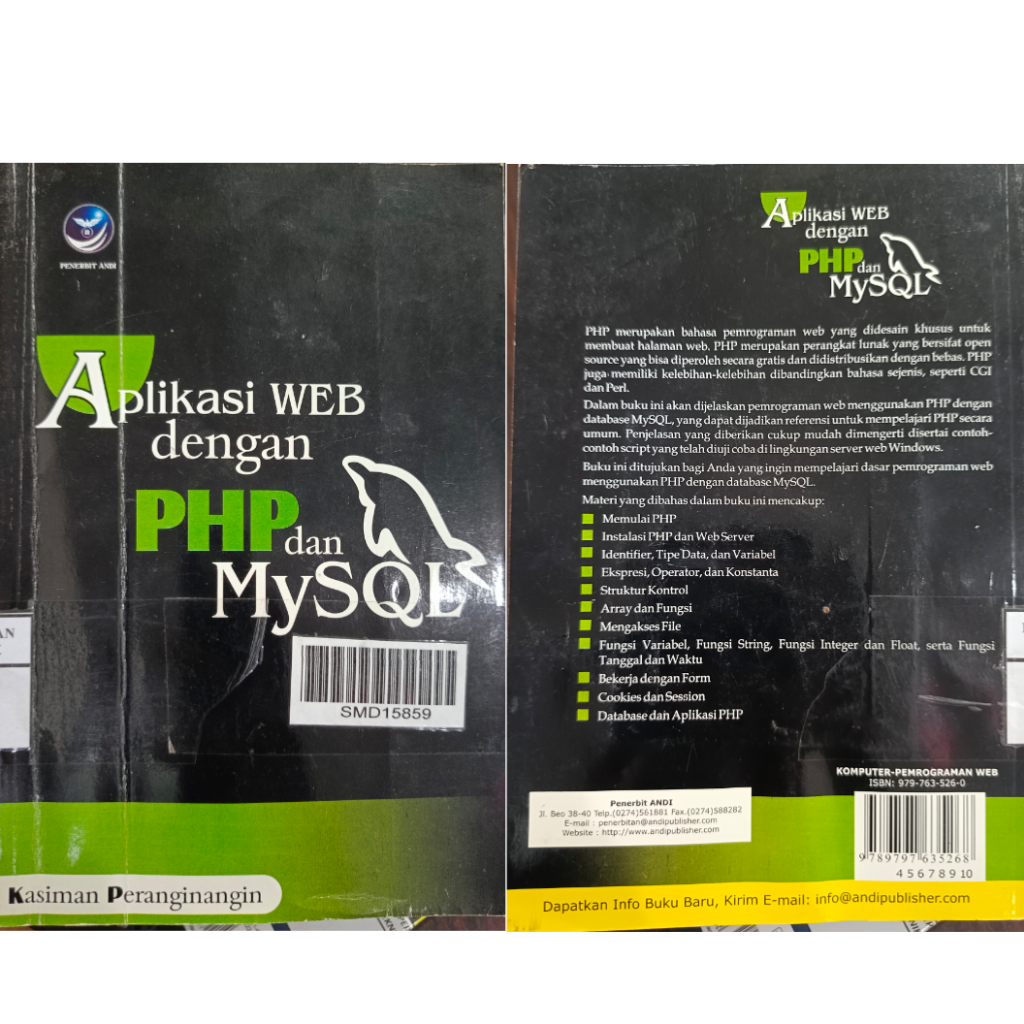 PENERBIT ANDI
Aplikasi WEB
dengan
PHP dan
MySQL
SMD15859
Kasiman Peranginangin
Aplikasi WEB
dengan
PHP dan
MySQL
PHP merupakan bahasa pemrograman web yang didesain khusus untuk
membuat halaman web. PHP merupakan perangkat lunak yang bersifat open
source yang bisa diperoleh secara gratis dan didistribusikan dengan bebas. PHP
juga memiliki kelebihan-kelebihan dibandingkan bahasa sejenis, seperti CGI
dan Perl.
Dalam buku ini akan dijelaskan pemrograman web menggunakan PHP dengan
database MySQL, yang dapat dijadikan referensi untuk mempelajari PHP secara
umum. Penjelasan yang diberikan cukup mudah dimengerti disertai contoh-
contoh script yang telah diuji coba di lingkungan server web Windows.
Buku ini ditujukan bagi Anda yang ingin mempelajari dasar pemrograman web
menggunakan PHP dengan database MySQL.
Materi yang dibahas dalam buku ini mencakup:
Memulai PHP
Instalasi PHP dan Web Server
Identifier, Tipe Data, dan Variabel
Ekspresi, Operator, dan Konstanta
Struktur Kontrol
Array dan Fungsi
Mengakses File
Fungsi Variabel, Fungsi String, Fungsi Integer dan Float, serta Fungsi
Tanggal dan Waktu
Bekerja dengan Form
Cookies dan Session
Database dan Aplikasi PHP
KOMPUTER-PEMROGRAMAN WEB
ISBN: 979-763-526-0
Penerbit ANDI
Jl. Beo 38-40 Telp.(0274)561881 Fax.(0274)588282
E-mail : penerbitan@andipublisher.com
Website : http://www.andipublisher.com
9 789797 635268
4 5 6 7 8 9 10
Dapatkan Info Buku Baru, Kirim E-mail: info@andipublisher.com